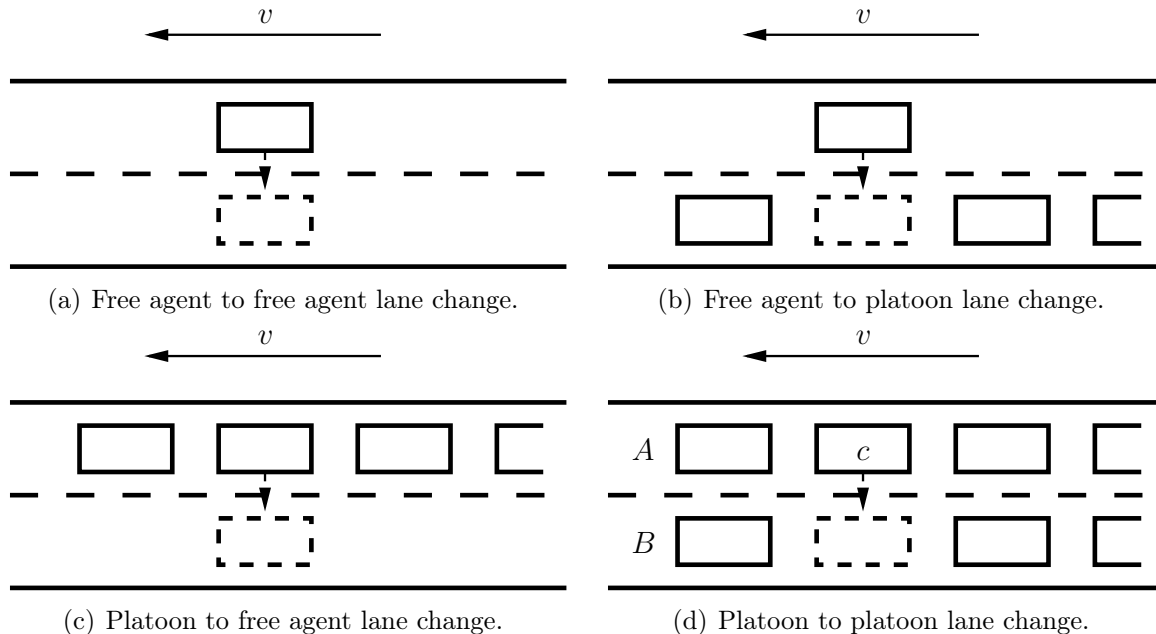 v
v
(a) Free agent to free agent lane change.
(b) Free agent to platoon lane change.
v
v
A
c
B
(c) Platoon to free agent lane change.
(d) Platoon to platoon lane change.